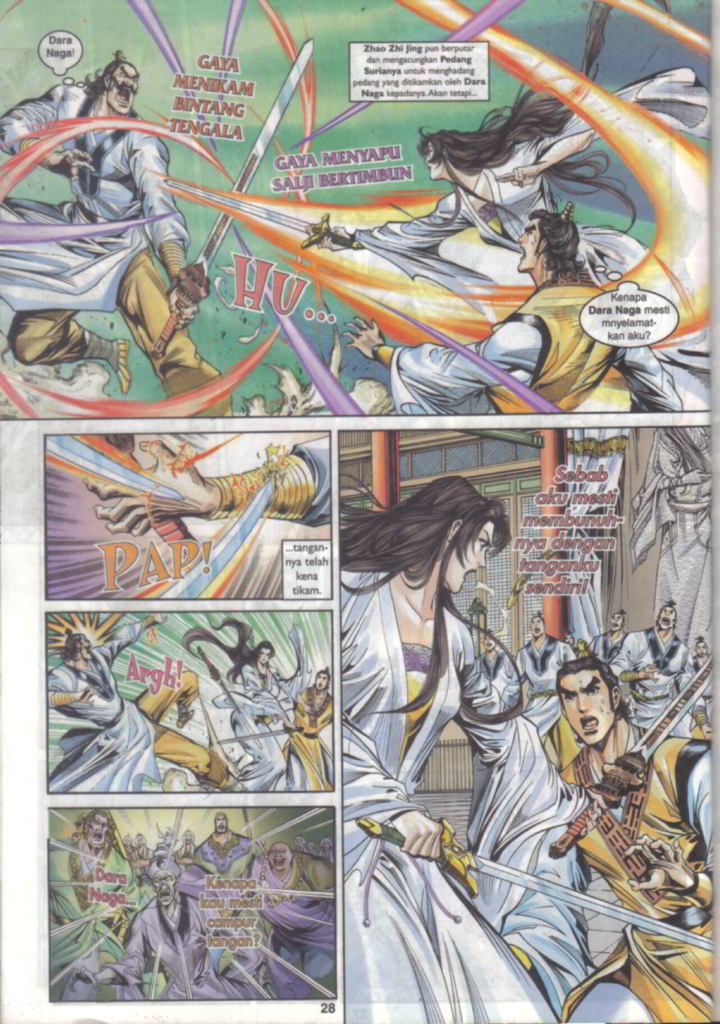 Dara
Naga!
GAYA
MENIKAM
BINTANG
TENGALA
Zhao Zhi Jing pun berputar
dan mengacungkan Pedang
Surianya untuk menghadang
pedang yang ditikamkan oleh Dara
Naga kepadanya. Akan tetapi...
GAYA MENYAPU
SALJI BERTIMBUN
HU...
Kenapa
Dara Naga mesti
mnyelamat-
kan aku?
PAP!
...tangan-
nya telah
kena
tikam.
Argh!
Dara
Naga...
Kenapa
kau mesti
campur
tangan?
Sebab
aku mesti
membunuh-
nya dengan
tanganku
sendiri!
28